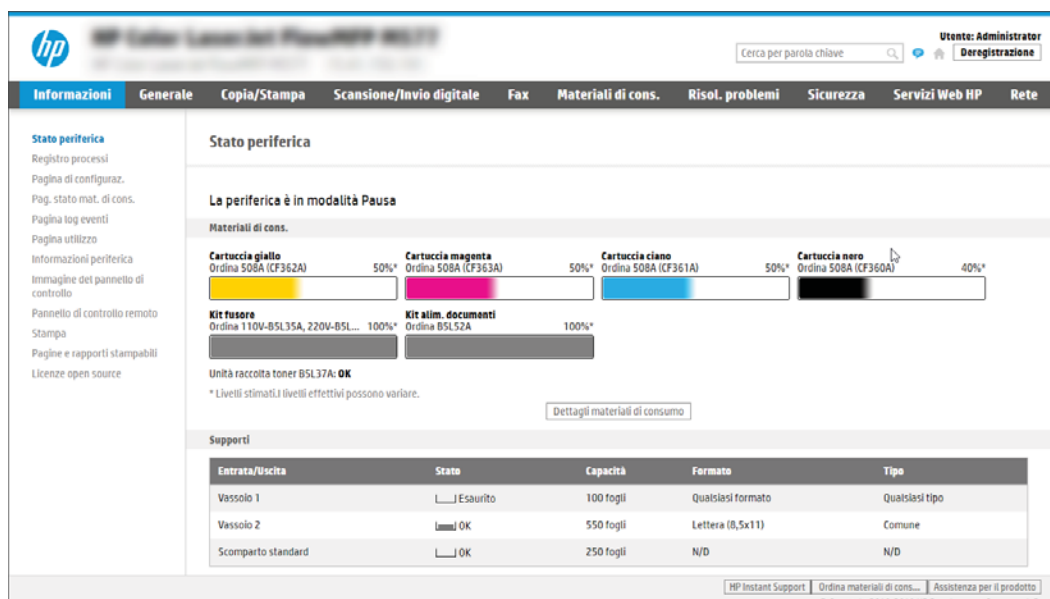 hp
Utente: Administrator
Cerca per parola chiave
Deregistrazione
Informazioni Generale Copia/Stampa Scansione/Invio digitale Fax Materiali di cons. Risol. problemi Sicurezza Servizi Web HP Rete
Stato periferica
Registro processi
Pagina di configuraz.
Pag. stato mat. di cons.
Pagina log eventi
Pagina utilizzo
Informazioni periferica
Immagine del pannello di
controllo
Pannello di controllo remoto
Stampa
Pagine e rapporti stampabili
Licenze open source
Stato periferica
La periferica è in modalità Pausa
Materiali di cons.
Cartuccia giallo
Ordina 508A (CF362A) 50%*
Cartuccia magenta
Ordina 508A (CF363A) 50%*
Cartuccia ciano
Ordina 508A (CF361A) 50%*
Cartuccia nero
Ordina 508A (CF360A) 40%*
Kit fusore
Ordina 110V-B5L35A, 220V-B5L... 100%*
Kit alim. documenti
Ordina B5L52A 100%*
Unità raccolta toner B5L37A: OK
* Livelli stimati.I livelli effettivi possono variare.
Dettagli materiali di consumo
Supporti
Entrata/Uscita Stato Capacità Formato Tipo
Vassoio 1 Esaurito 100 fogli Qualsiasi formato Qualsiasi tipo
Vassoio 2 OK 550 fogli Lettera (8,5x11) Comune
Scomparto standard OK 250 fogli N/D N/D
HP Instant Support Ordina materiali di cons... Assistenza per il prodotto